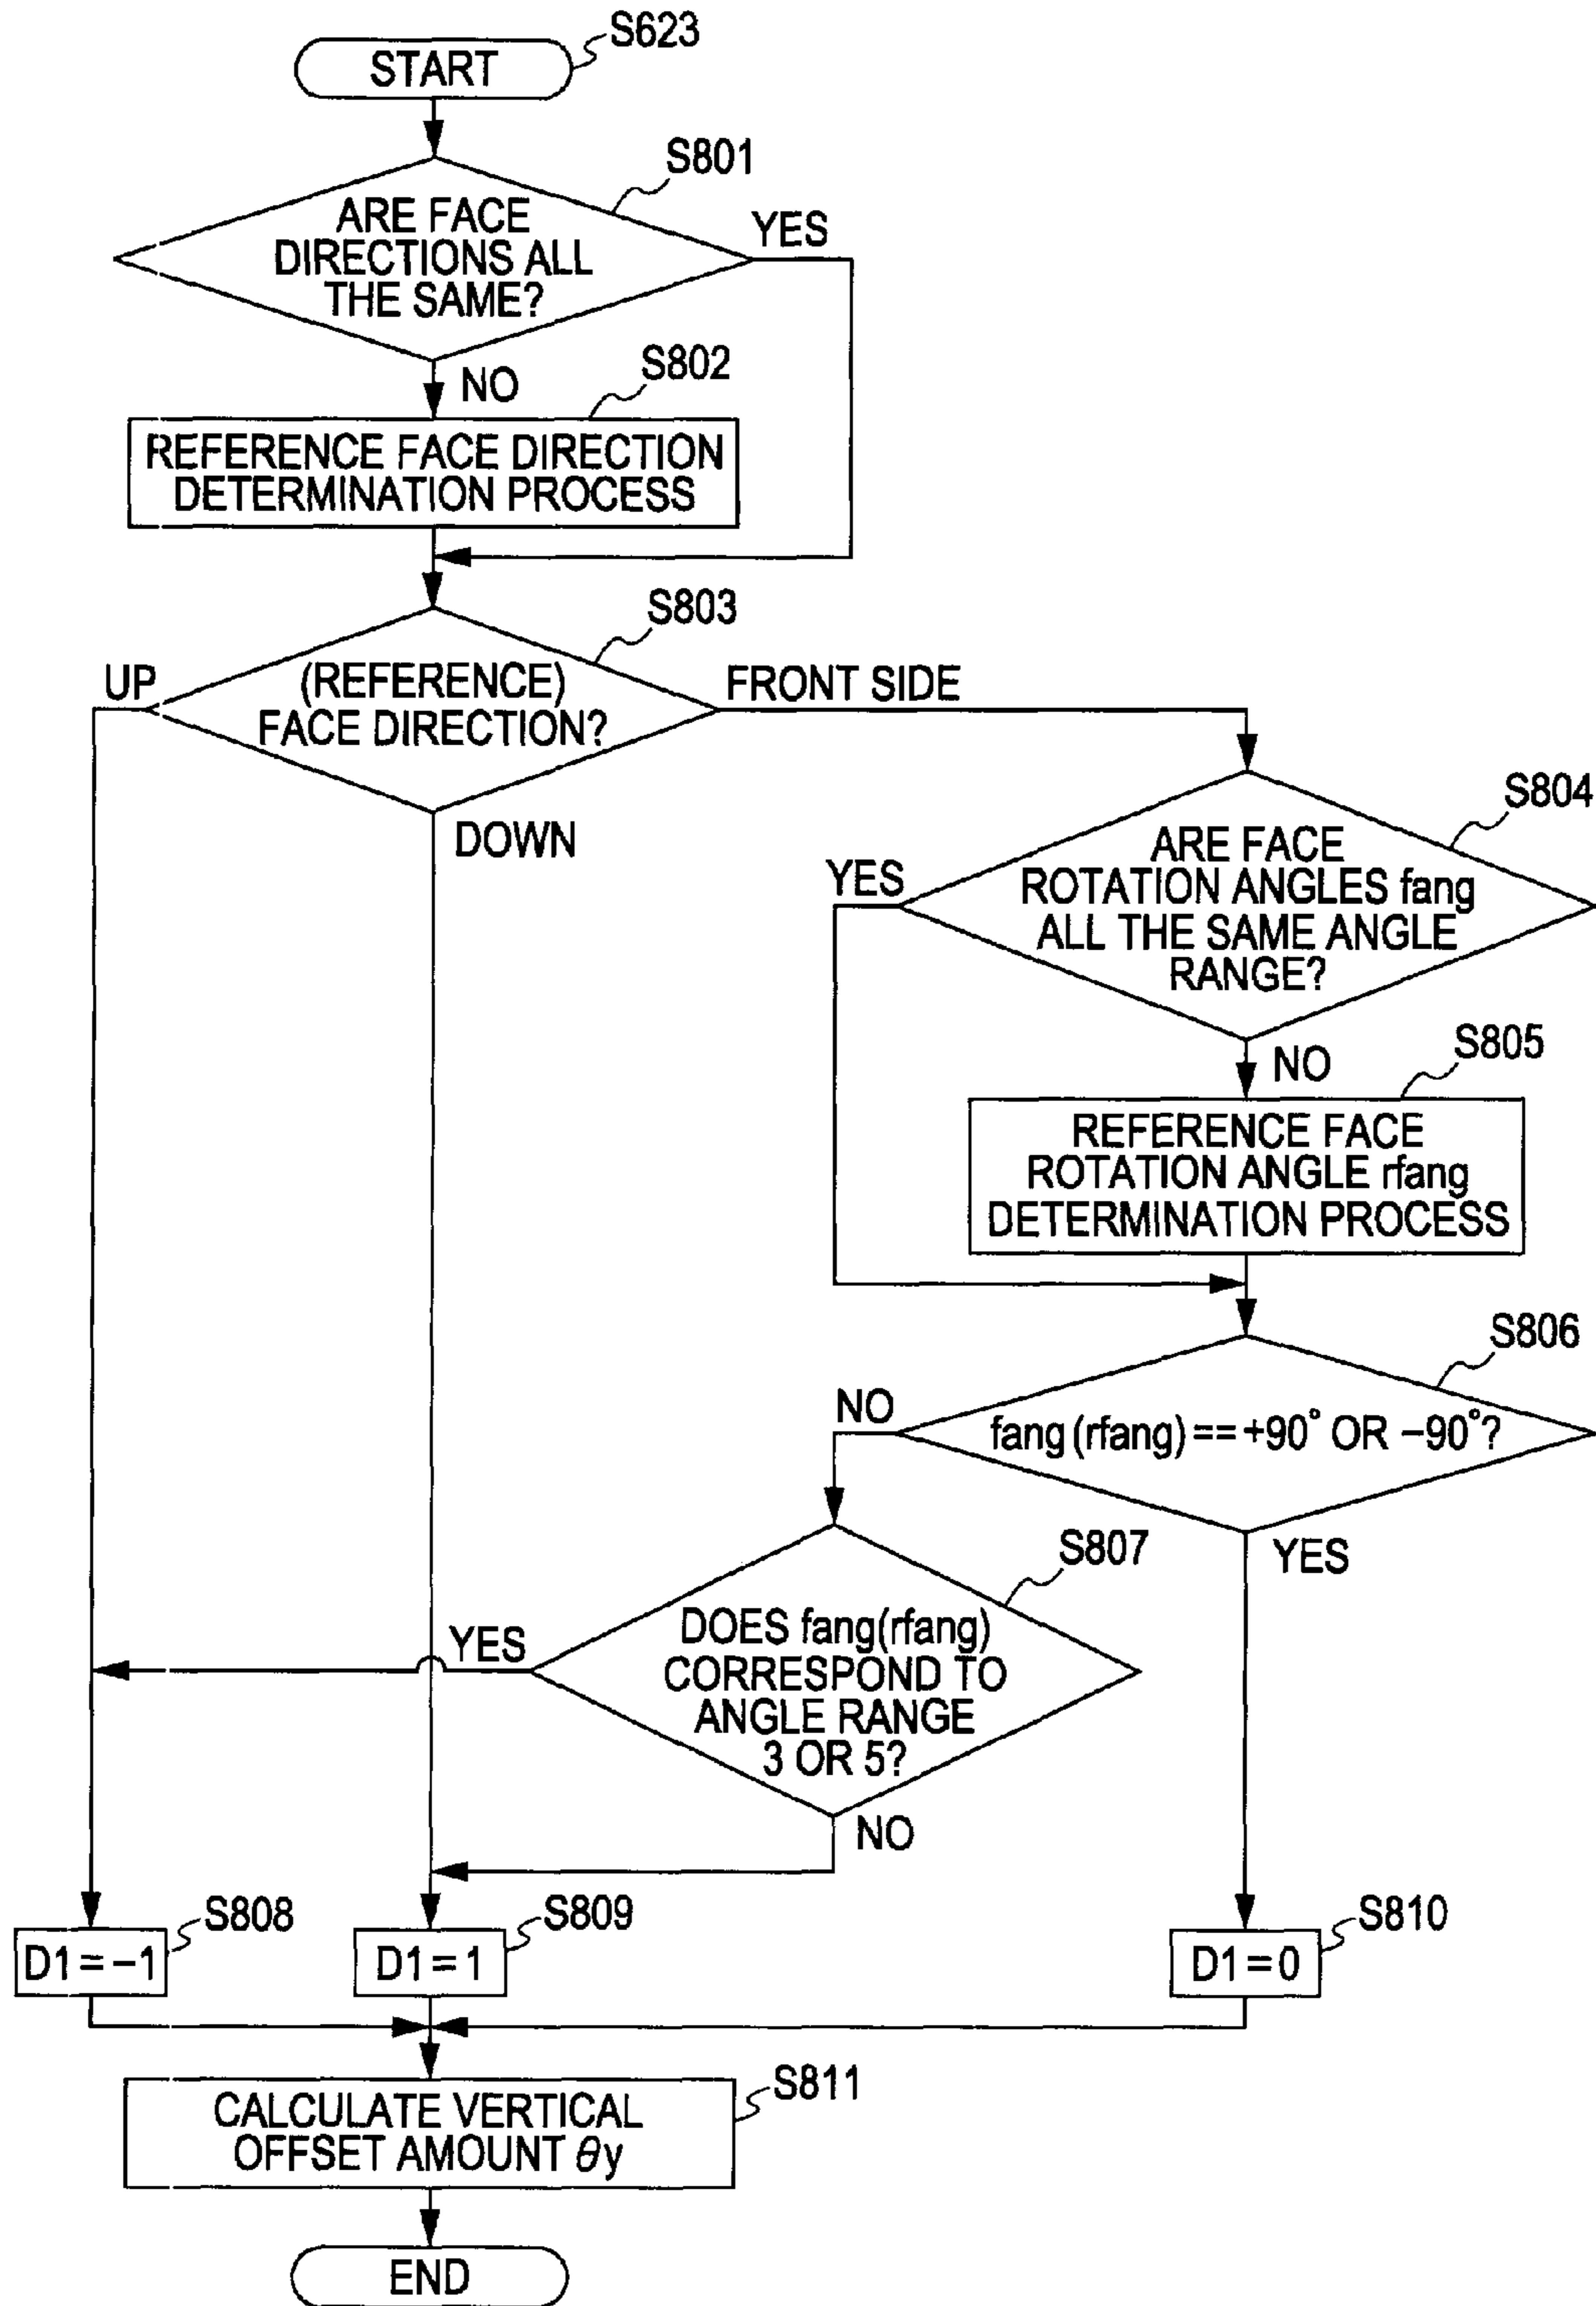 START
S623
S801
ARE FACE
DIRECTIONS ALL
THE SAME?
YES
NO
S802
REFERENCE FACE DIRECTION
DETERMINATION PROCESS
S803
UP
(REFERENCE)
FACE DIRECTION?
FRONT SIDE
DOWN
S804
ARE FACE
ROTATION ANGLES fang
ALL THE SAME ANGLE
RANGE?
YES
NO
S805
REFERENCE FACE
ROTATION ANGLE rfang
DETERMINATION PROCESS
S806
NO
fang (rfang) == +90° OR −90°?
YES
S807
YES
DOES fang(rfang)
CORRESPOND TO
ANGLE RANGE
3 OR 5?
NO
S808
D1 = −1
S809
D1 = 1
S810
D1 = 0
S811
CALCULATE VERTICAL
OFFSET AMOUNT θy
END